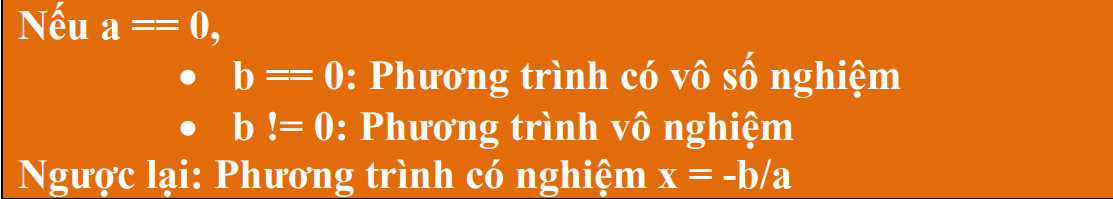 Nếu a == 0,
• b == 0: Phương trình có vô số nghiệm
• b != 0: Phương trình vô nghiệm
Ngược lại: Phương trình có nghiệm x = -b/a